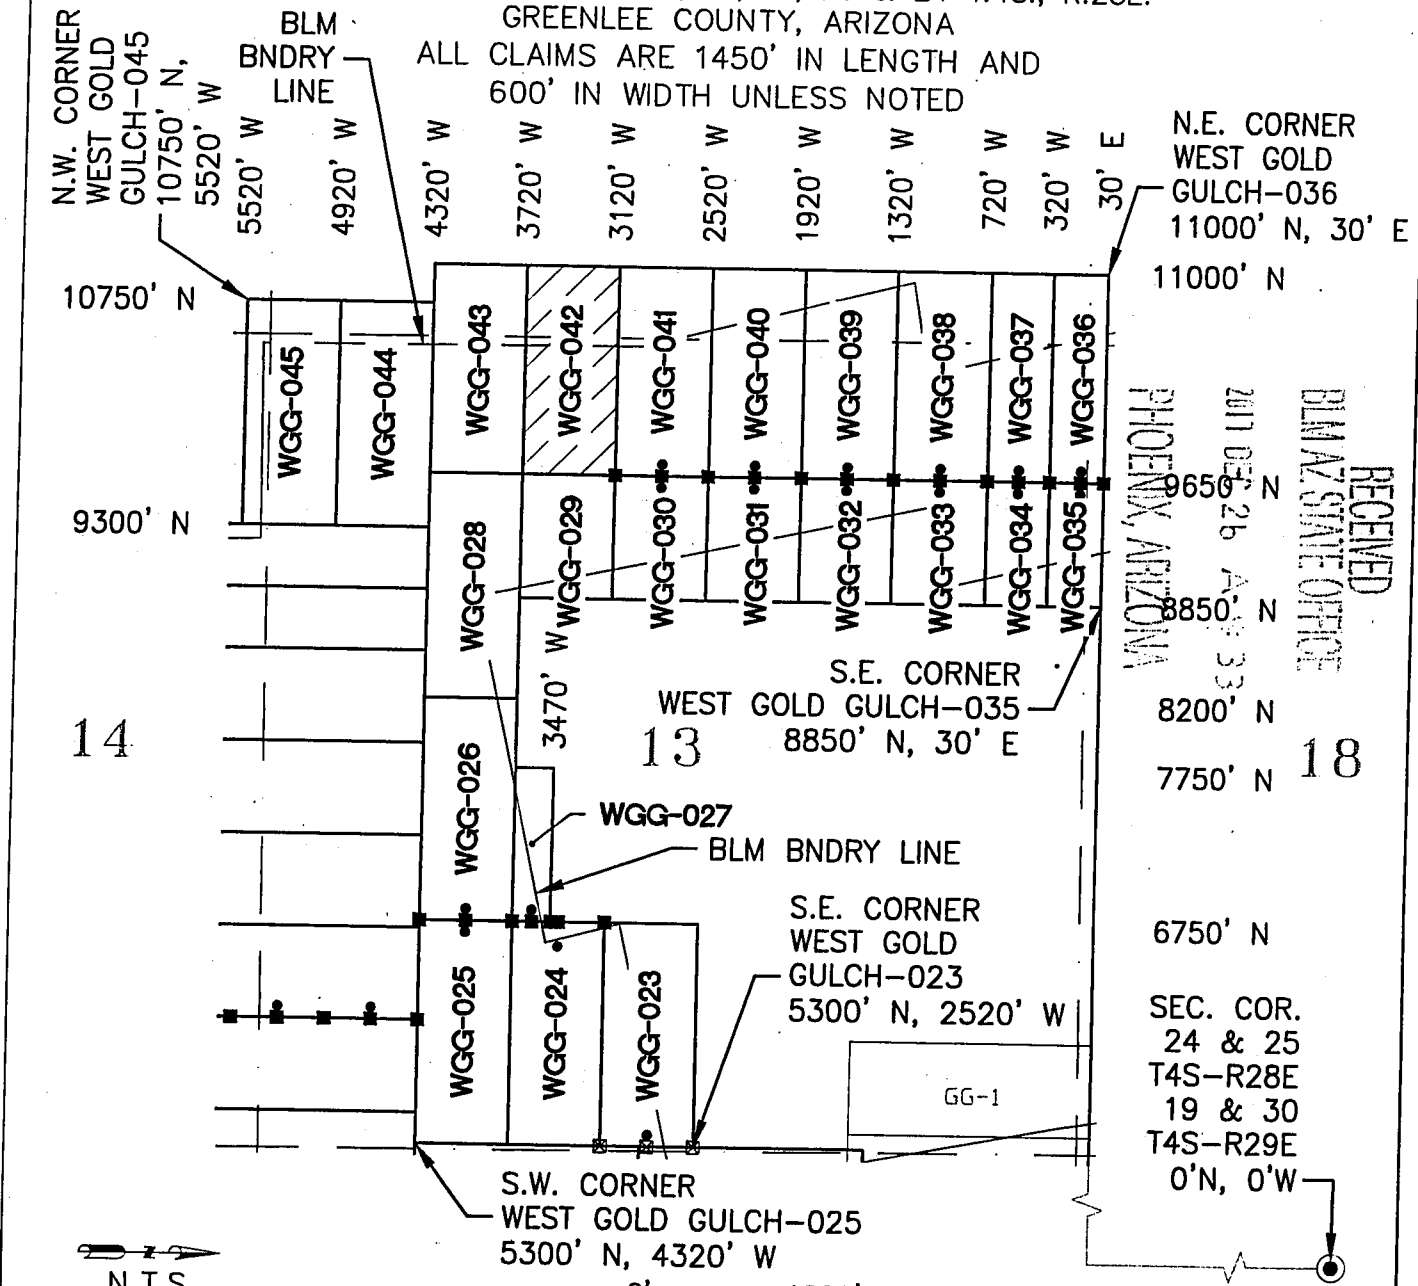 GREENLEE COUNTY, ARIZONA
ALL CLAIMS ARE 1450' IN LENGTH AND
600' IN WIDTH UNLESS NOTED
BLM
BNDRY
LINE
N.W. CORNER
WEST GOLD
GULCH-045
10750' N,
5520' W
5520' W
4920' W
4320' W
3720' W
3120' W
2520' W
1920' W
1320' W
720' W
320' W
30' E
N.E. CORNER
WEST GOLD
GULCH-036
11000' N, 30' E
10750' N
11000' N
WGG-045
WGG-044
WGG-043
WGG-042
WGG-041
WGG-040
WGG-039
WGG-038
WGG-037
WGG-036
9300' N
9650' N
WGG-028
WGG-029
WGG-030
WGG-031
WGG-032
WGG-033
WGG-034
WGG-035
8850' N
RECEIVED
BLM AZ STATE OFFICE
PHOENIX, ARIZONA
3470' W
S.E. CORNER
WEST GOLD GULCH-035
8850' N, 30' E
8200' N
14
13
18
7750' N
WGG-026
WGG-027
BLM BNDRY LINE
S.E. CORNER
WEST GOLD
GULCH-023
5300' N, 2520' W
6750' N
WGG-025
WGG-024
WGG-023
GG-1
SEC. COR.
24 & 25
T4S-R28E
19 & 30
T4S-R29E
0'N, 0'W
S.W. CORNER
WEST GOLD GULCH-025
5300' N, 4320' W
N
N.T.S.